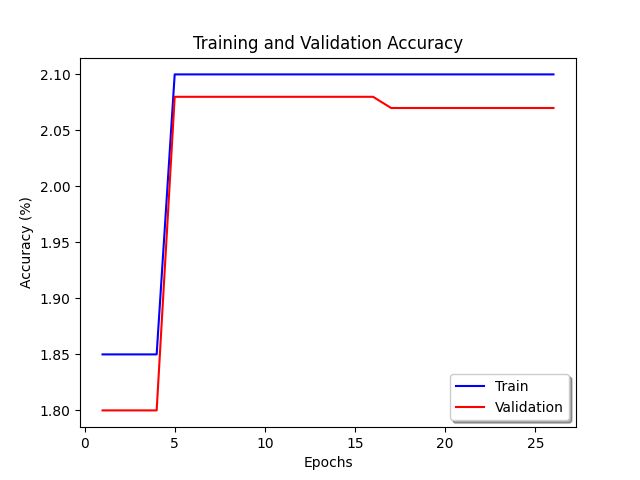 Training and Validation Accuracy
Accuracy (%)
2.10
2.05
2.00
1.95
1.90
1.85
1.80
0 5 10 15 20 25
Epochs
Train
Validation